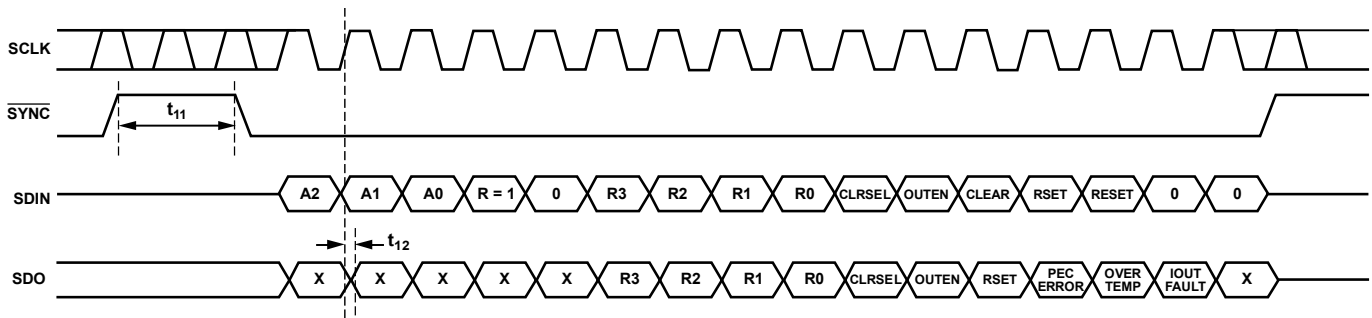 SCLK
SYNC
t11
SDIN
A2 A1 A0 R = 1 0 R3 R2 R1 R0 CLRSEL OUTEN CLEAR RSET RESET 0 0
t12
SDO
X X X X X R3 R2 R1 R0 CLRSEL OUTEN RSET PEC ERROR OVER TEMP IOUT FAULT X